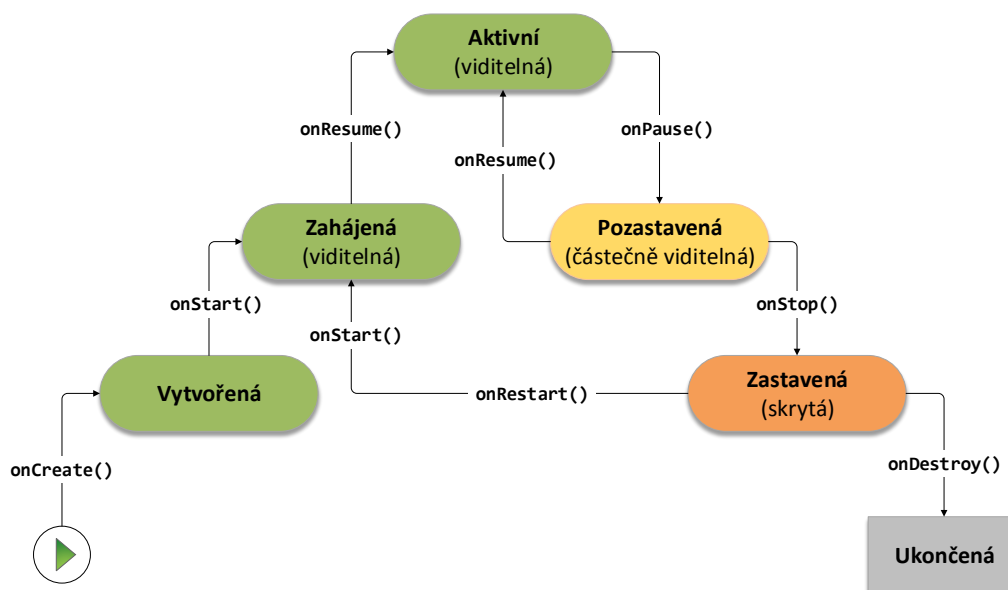 Aktivní
(viditelná)
onResume()
onPause()
onResume()
Zahájená
(viditelná)
Pozastavená
(částečně viditelná)
onStart()
onStop()
onStart()
Vytvořená
onRestart()
Zastavená
(skrytá)
onCreate()
onDestroy()
Ukončená